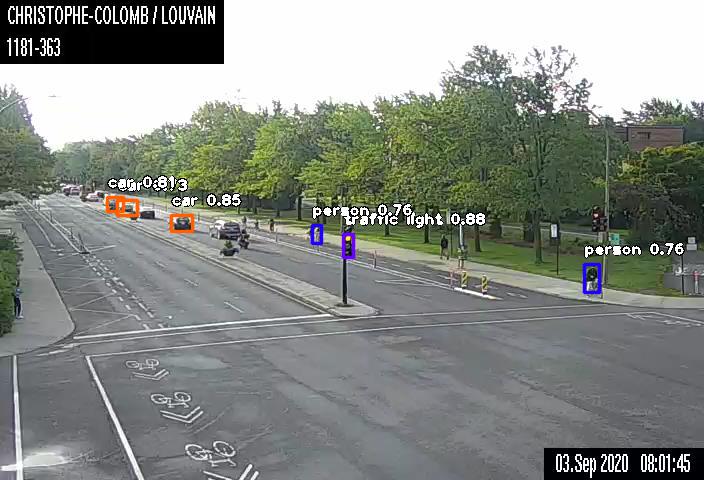 CHRISTOPHE-COLOMB / LOUVAIN
1181-363
car 0.81
car 0.85
person 0.76
traffic light 0.88
person 0.76
03.Sep 2020 08:01:45